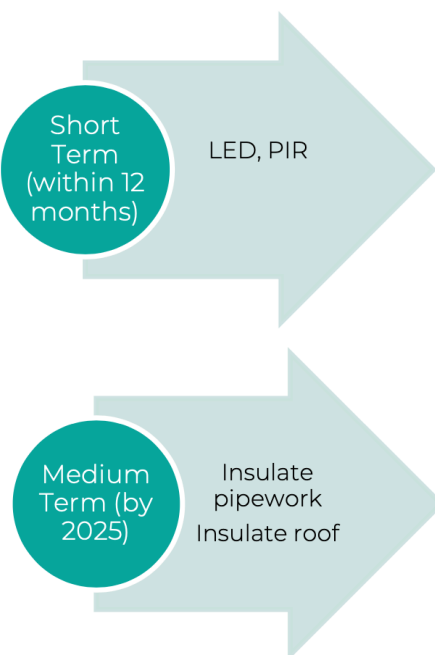 Short
Term
(within 12
months)
LED, PIR
Medium
Term (by
2025)
Insulate
pipework
Insulate roof